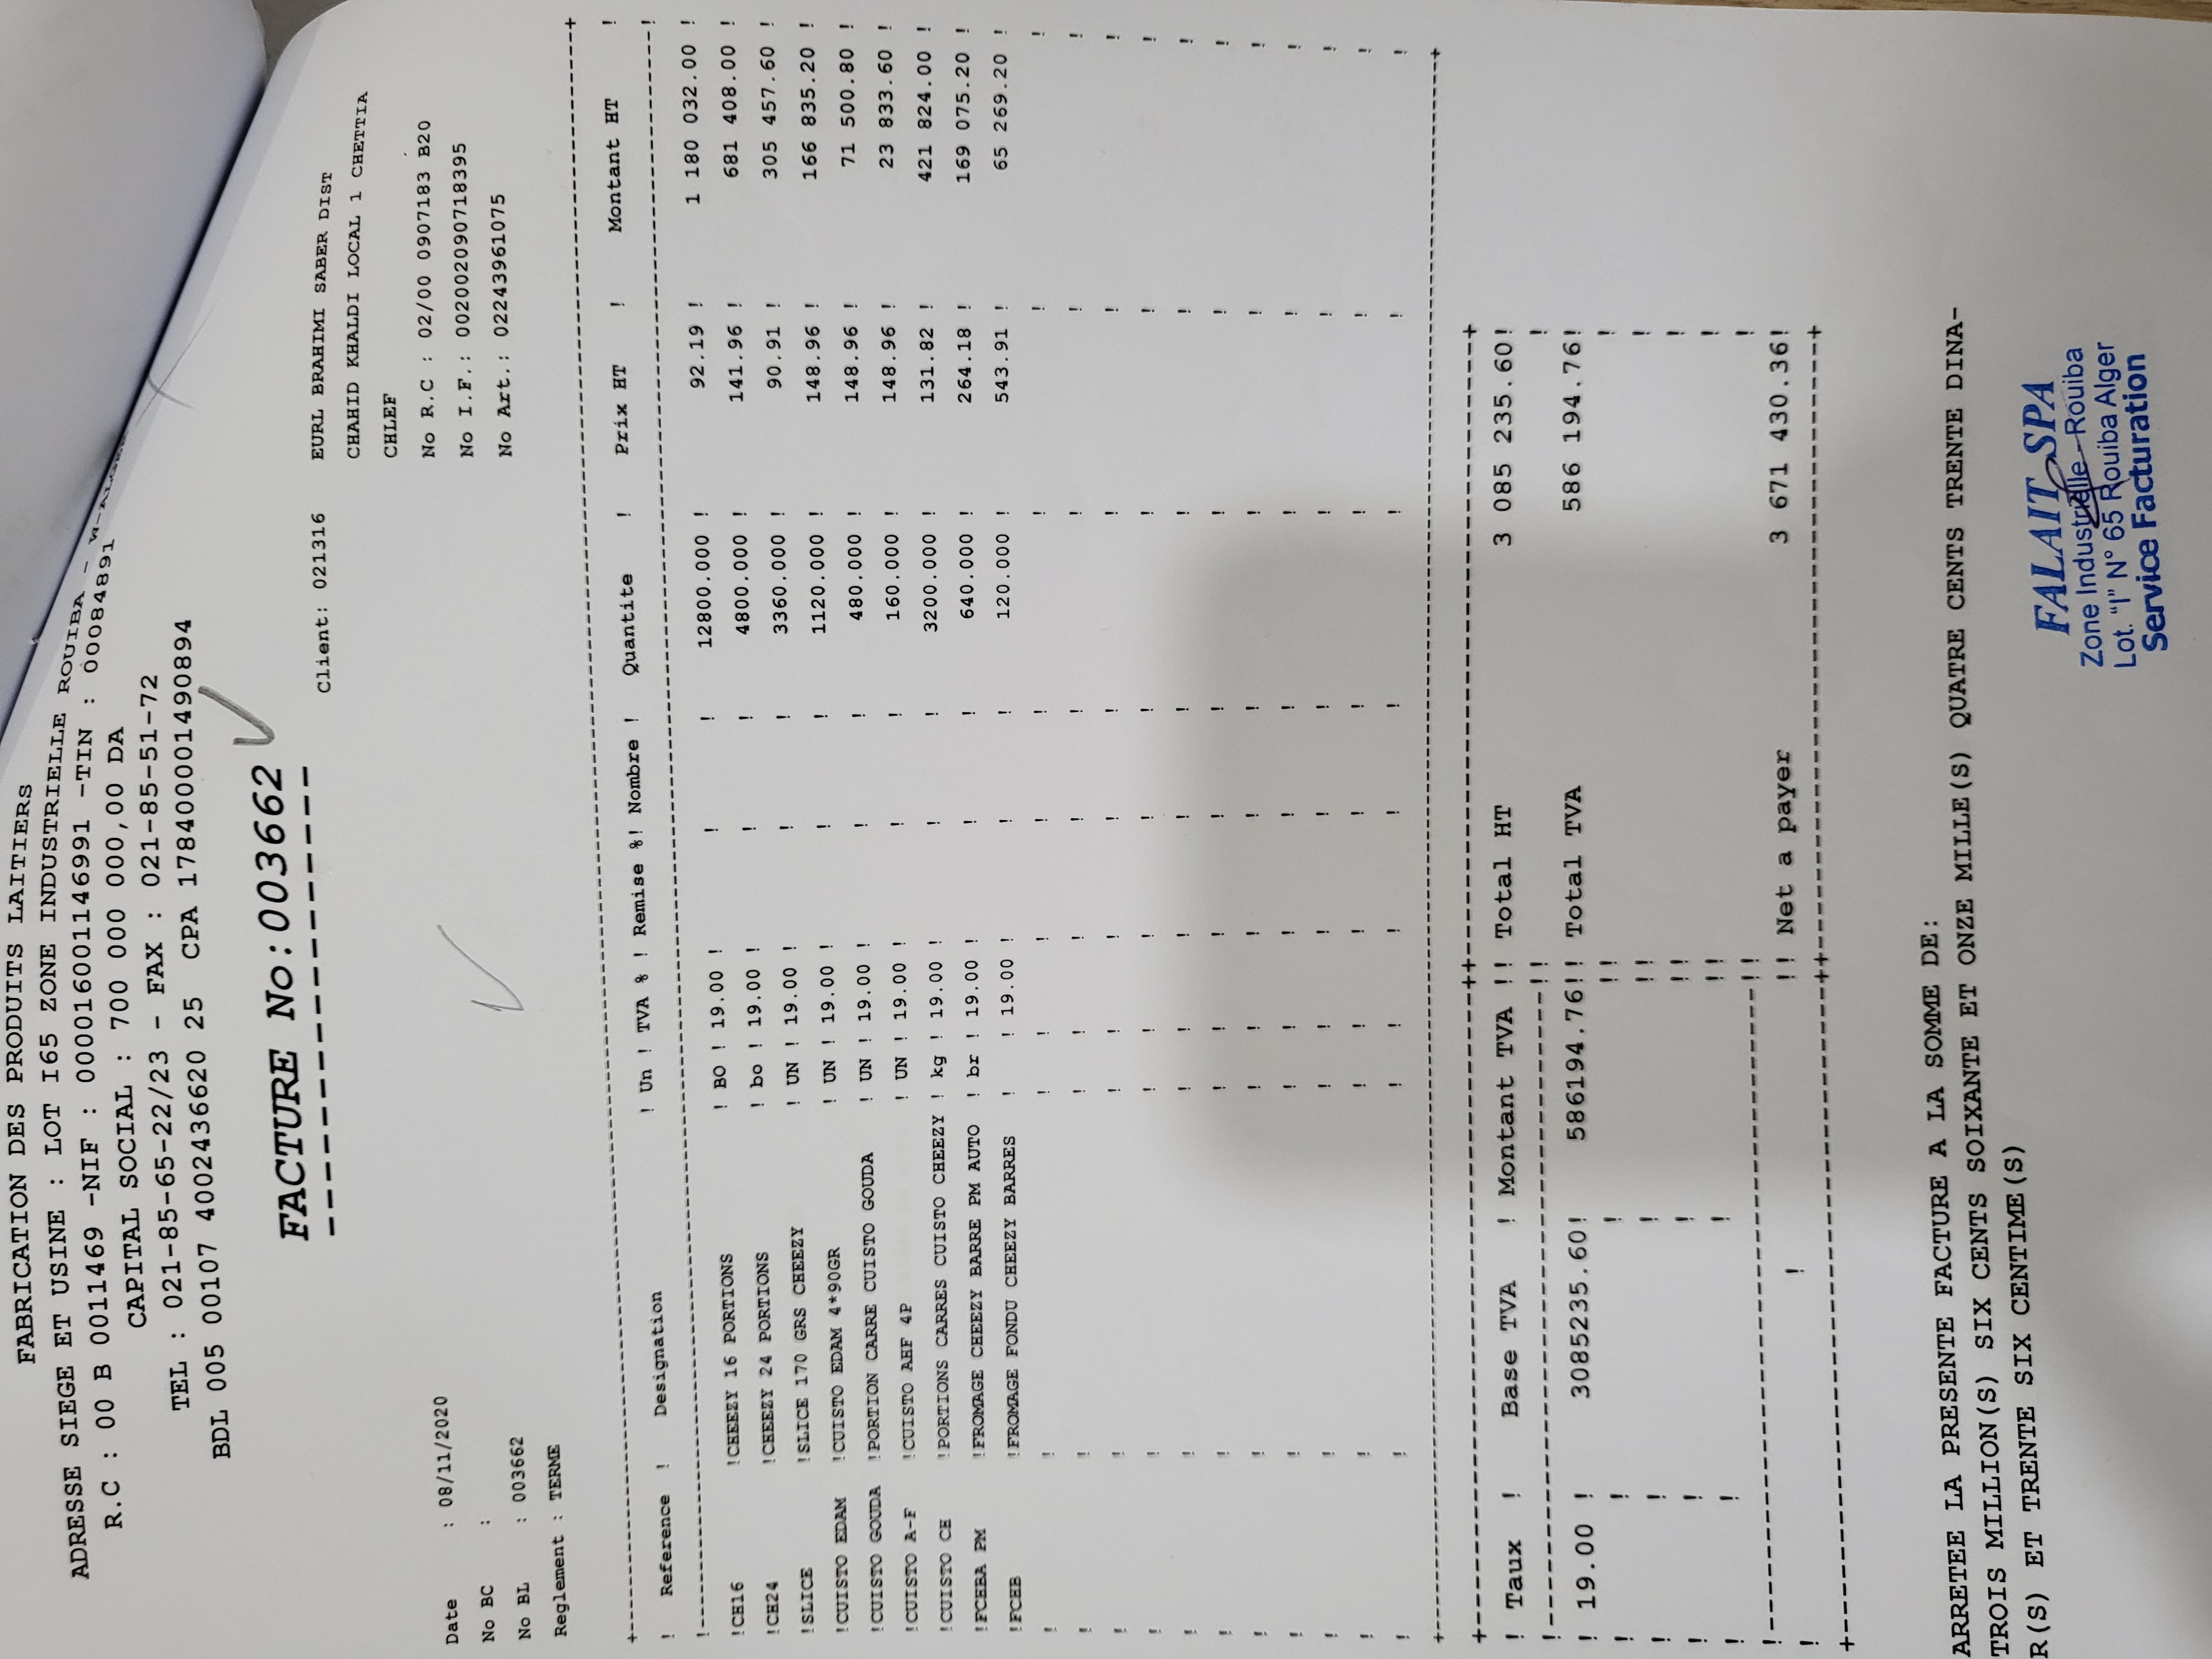 FABRICATION DES PRODUITS LAITIERS
ADRESSE SIEGE ET USINE : LOT I65 ZONE INDUSTRIELLE ROUIBA - W-ALGER
R.C : 00 B 0011469 -NIF : 000016001146991 -TIN : 00084891
CAPITAL SOCIAL : 700 000 000,00 DA
TEL : 021-85-65-22/23 - FAX : 021-85-51-72
BDL 005 00107 4002436620 25 CPA 178400001490894
FACTURE No:003662
Client: 021316 EURL BRAHIMI SABER DIST
CHAHID KHALDI LOCAL 1 CHETTIA
CHLEF
No R.C : 02/00 0907183 B20
No I.F.: 002002090718395
No Art.: 02243961075
Date : 08/11/2020
No BC :
No BL : 003662
Reglement : TERME
! Reference ! Designation ! Un ! TVA % ! Remise %! Nombre ! Quantite ! Prix HT ! Montant HT !
!CH16 !CHEEZY 16 PORTIONS ! BO ! 19.00 ! ! ! 12800.000 ! 92.19 ! 1 180 032.00 !
!CH24 !CHEEZY 24 PORTIONS ! bo ! 19.00 ! ! ! 4800.000 ! 141.96 ! 681 408.00 !
!SLICE !SLICE 170 GRS CHEEZY ! UN ! 19.00 ! ! ! 3360.000 ! 90.91 ! 305 457.60 !
!CUISTO EDAM !CUISTO EDAM 4*90GR ! UN ! 19.00 ! ! ! 1120.000 ! 148.96 ! 166 835.20 !
!CUISTO GOUDA !PORTION CARRE CUISTO GOUDA ! UN ! 19.00 ! ! ! 480.000 ! 148.96 ! 71 500.80 !
!CUISTO A-F !CUISTO AHF 4P ! UN ! 19.00 ! ! ! 160.000 ! 148.96 ! 23 833.60 !
!CUISTO CH !PORTIONS CARRES CUISTO CHEEZY ! kg ! 19.00 ! ! ! 3200.000 ! 131.82 ! 421 824.00 !
!FCHBA PM !FROMAGE CHEEZY BARRE PM AUTO ! br ! 19.00 ! ! ! 640.000 ! 264.18 ! 169 075.20 !
!FCHB !FROMAGE FONDU CHEEZY BARRES ! ! 19.00 ! ! ! 120.000 ! 543.91 ! 65 269.20 !
! Taux ! Base TVA ! Montant TVA !! Total HT 3 085 235.60!
! 19.00 ! 3085235.60! 586194.76!! Total TVA 586 194.76!
!! Net a payer 3 671 430.36!
ARRETEE LA PRESENTE FACTURE A LA SOMME DE:
TROIS MILLION(S) SIX CENTS SOIXANTE ET ONZE MILLE(S) QUATRE CENTS TRENTE DINA-
R(S) ET TRENTE SIX CENTIME(S)
FALAIT SPA
Zone Industrielle - Rouiba
Lot. "I" N° 65 Rouiba Alger
Service Facturation